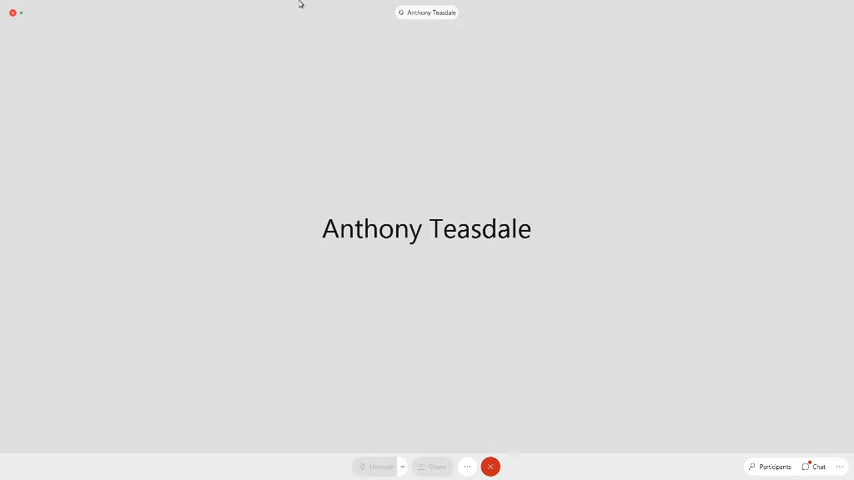 Anthony Teasdale
Anthony Teasdale
Unmute
Share
Participants
Chat